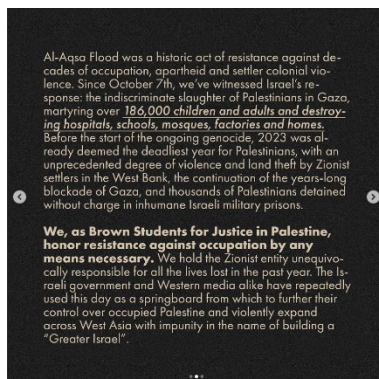 Al-Aqsa Flood was a historic act of resistance against de-
cades of occupation, apartheid and settler colonial vio-
lence. Since October 7th, we've witnessed Israel's re-
sponse: the indiscriminate slaughter of Palestinians in Gaza,
martyring over 186,000 children and adults and destroy-
ing hospitals, schools, mosques, factories and homes.
Before the start of the ongoing genocide, 2023 was al-
ready deemed the deadliest year for Palestinians, with an
unprecedented degree of violence and land theft by Zionist
settlers in the West Bank, the continuation of the years-long
blockade of Gaza, and thousands of Palestinians detained
without charge in inhumane Israeli military prisons.
We, as Brown Students for Justice in Palestine,
honor resistance against occupation by any
means necessary. We hold the Zionist entity unequivo-
cally responsible for all the lives lost in the past year. The Is-
raeli government and Western media alike have repeatedly
used this day as a springboard from which to further their
control over occupied Palestine and violently expand
across West Asia with impunity in the name of building a
"Greater Israel".